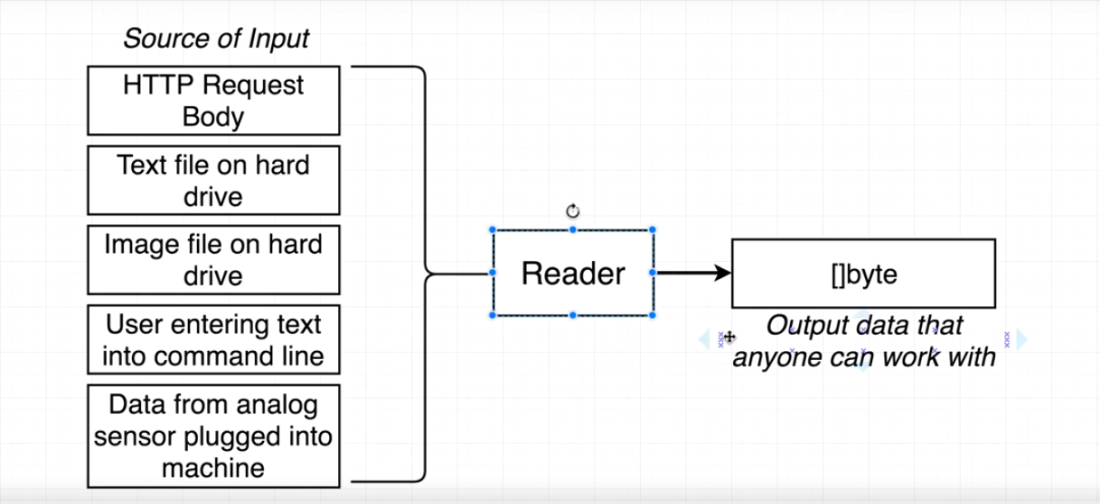 Source of Input
HTTP Request
Body
Text file on hard
drive
Image file on hard
drive
User entering text
into command line
Data from analog
sensor plugged into
machine
Reader
[]byte
Output data that
anyone can work with